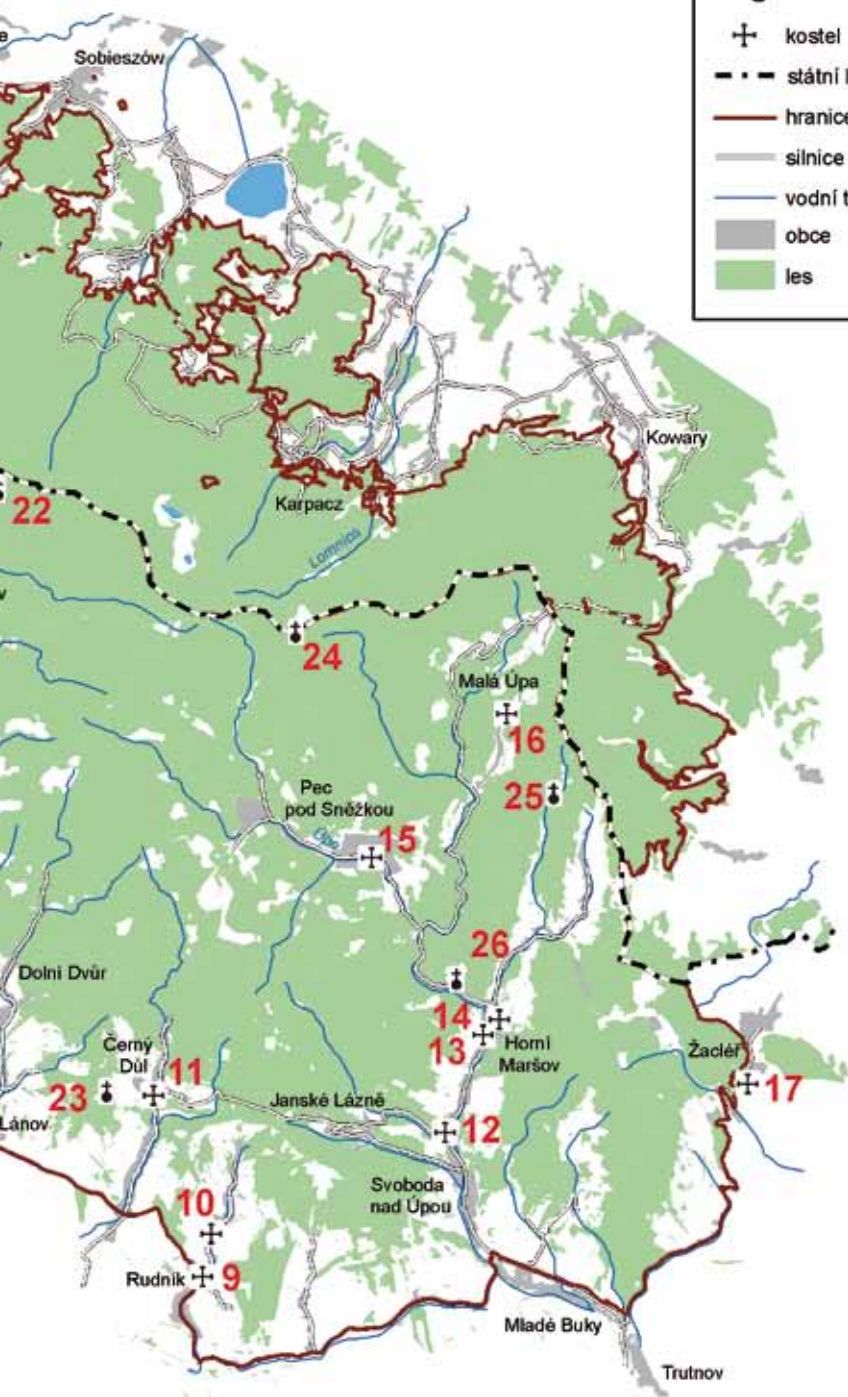 Sobieszów
kostel
státní
hranice
silnice
vodní
obce
les
Kowary
22
Karpacz
Lomnica
24
Malá Úpa
16
25
Pec
pod Sněžkou
Úpa
15
26
Dolní Dvůr
14
13
Horní
Maršov
Černý
Důl
11
23
Žacléř
17
Lánov
Janské Lázně
12
Svoboda
nad Úpou
10
Rudník
9
Mladé Buky
Trutnov